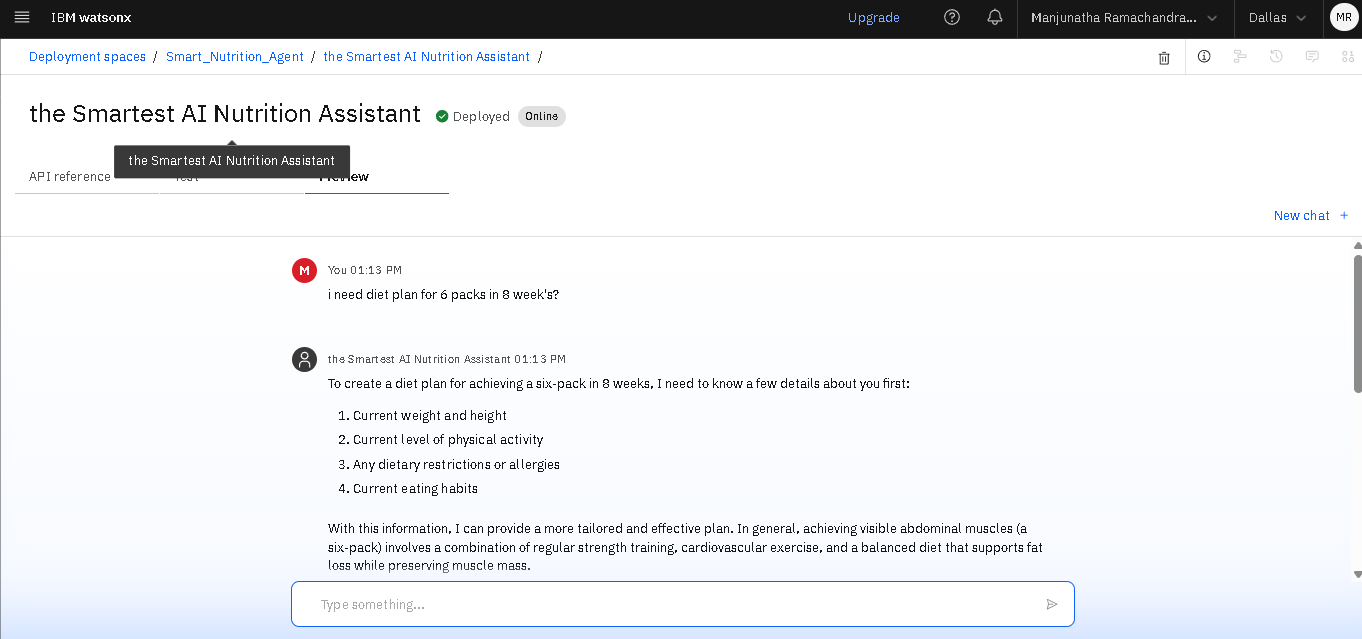 IBM watsonx
Upgrade
Manjunatha Ramachandra...
Dallas
MR
Deployment spaces / Smart_Nutrition_Agent / the Smartest AI Nutrition Assistant /
the Smartest AI Nutrition Assistant
Deployed
Online
the Smartest AI Nutrition Assistant
API reference
Test
Preview
New chat +
M
You 01:13 PM
i need diet plan for 6 packs in 8 week's?
the Smartest AI Nutrition Assistant 01:13 PM
To create a diet plan for achieving a six-pack in 8 weeks, I need to know a few details about you first:
1. Current weight and height
2. Current level of physical activity
3. Any dietary restrictions or allergies
4. Current eating habits
With this information, I can provide a more tailored and effective plan. In general, achieving visible abdominal muscles (a
six-pack) involves a combination of regular strength training, cardiovascular exercise, and a balanced diet that supports fat
loss while preserving muscle mass.
Type something...